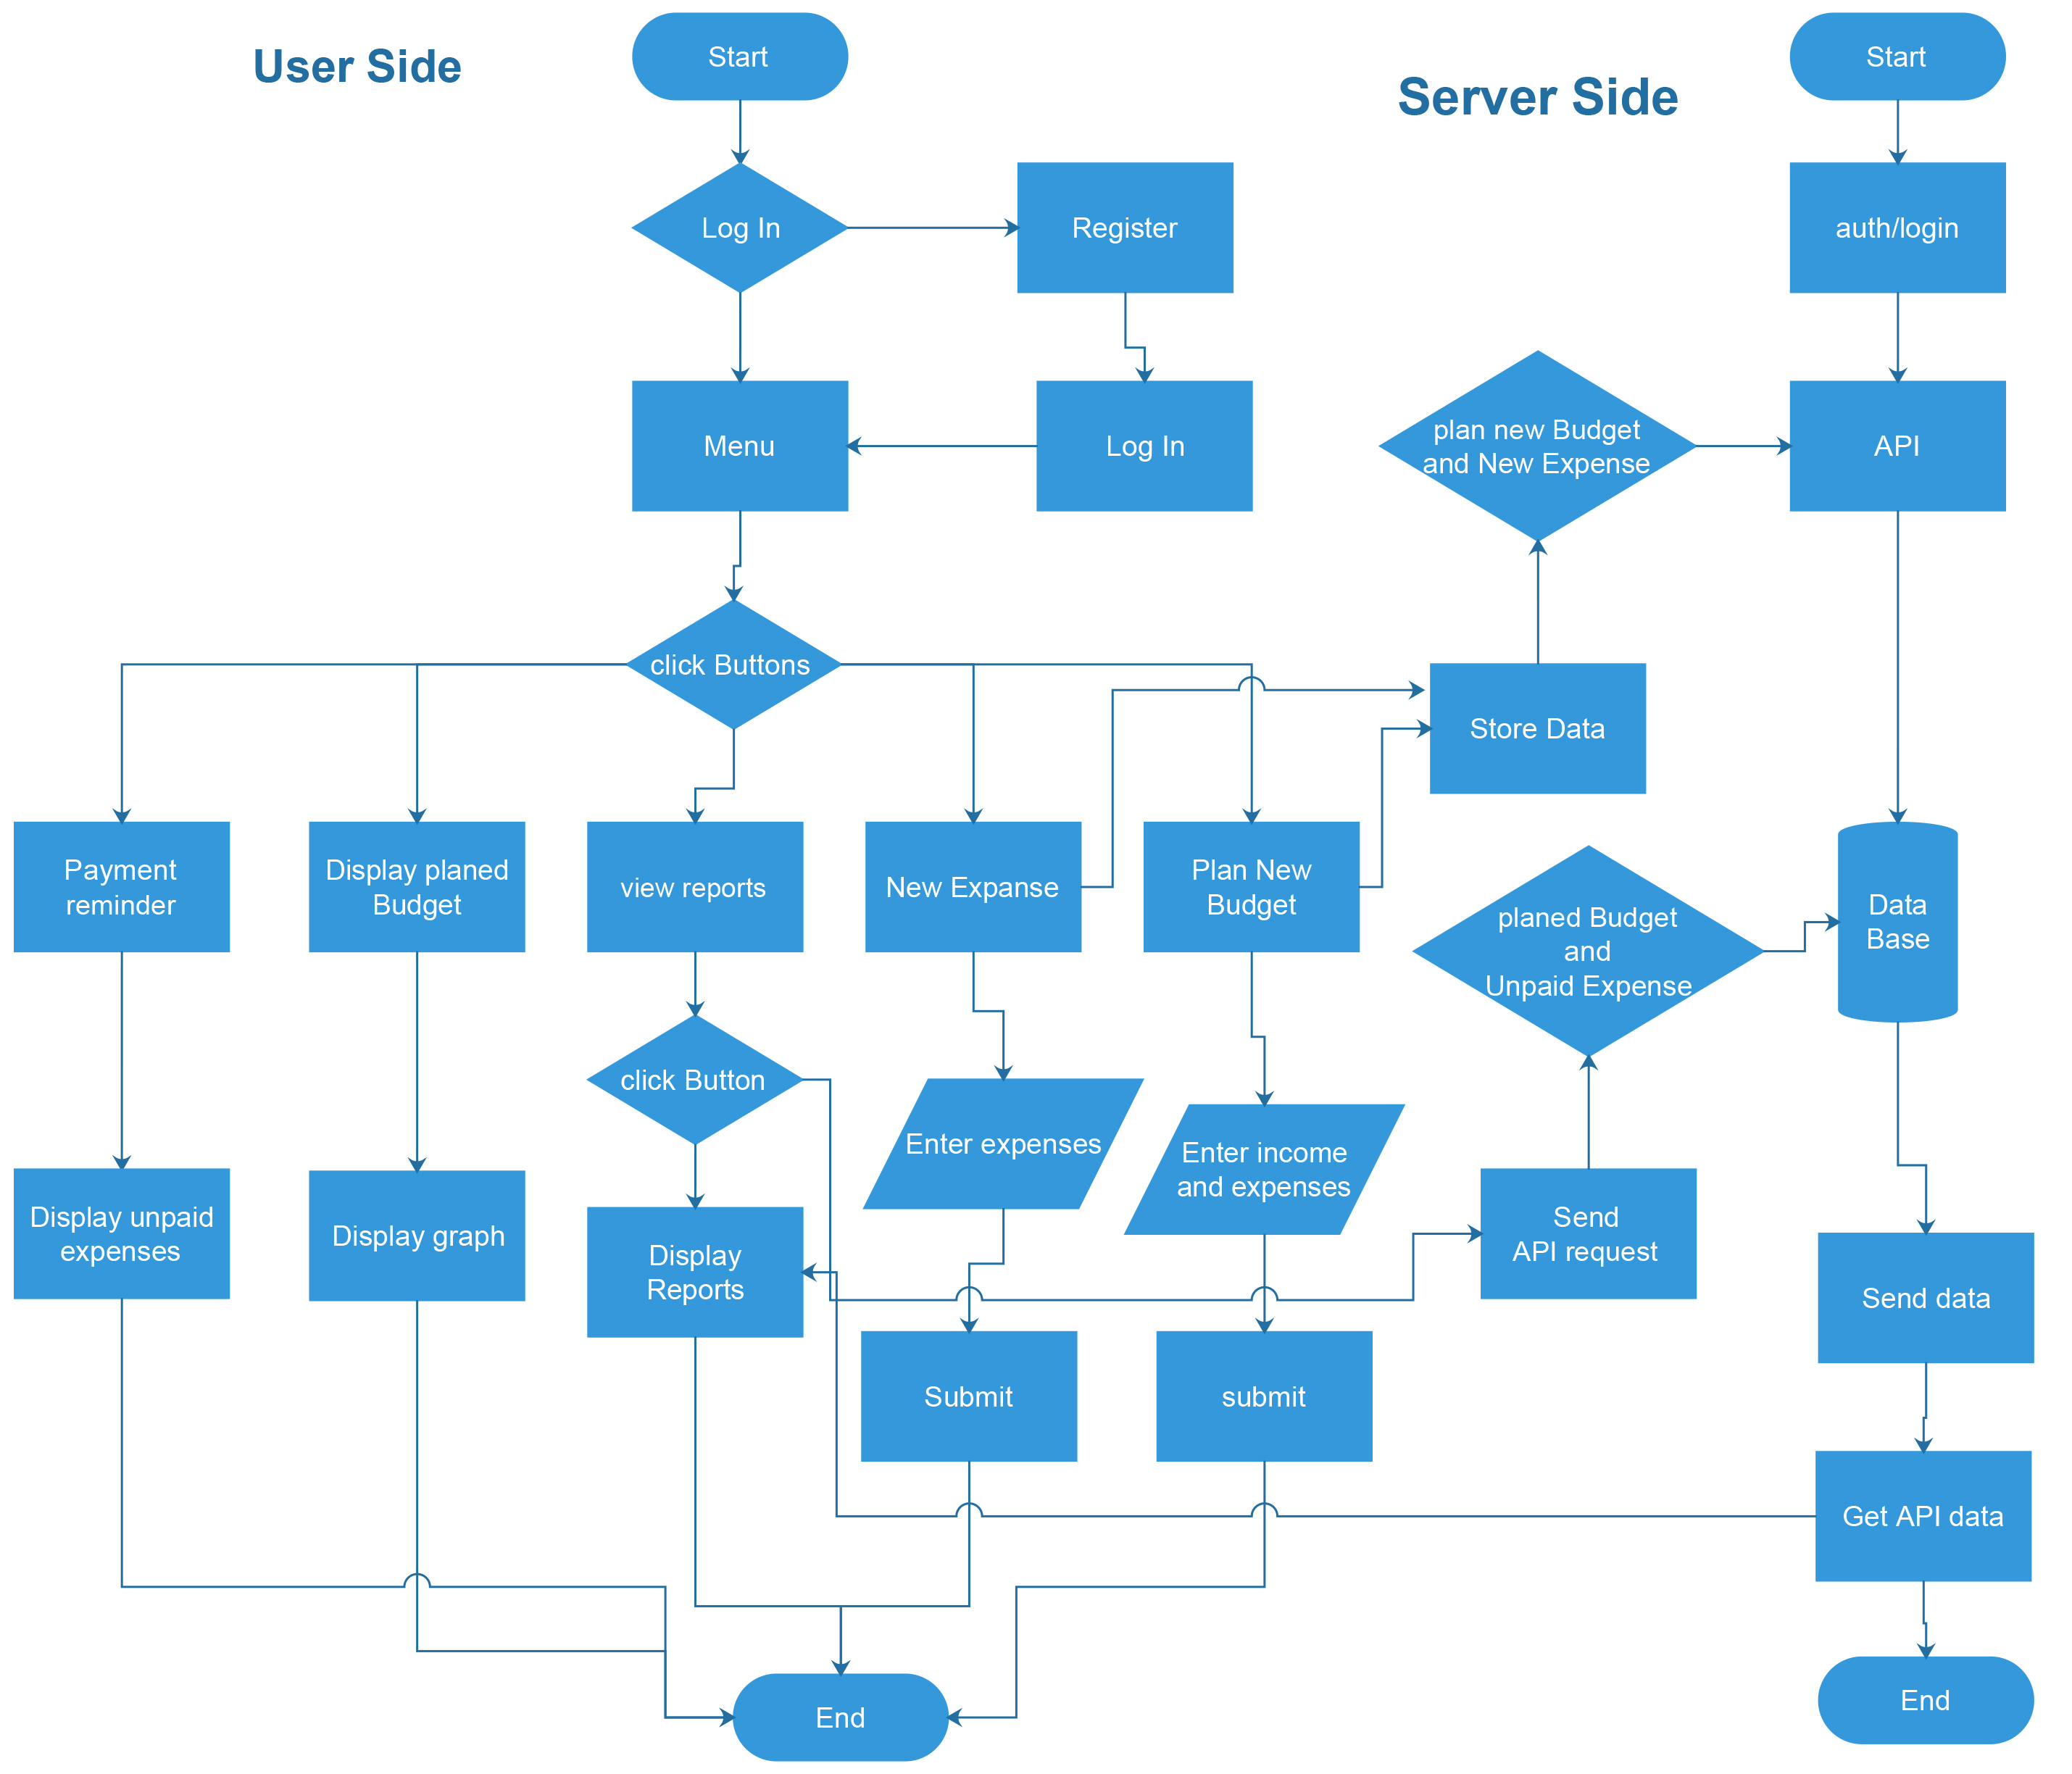 User Side
Start
Start
Server Side
Log In
Register
auth/login
Menu
Log In
plan new Budget
and New Expense
API
click Buttons
Store Data
Payment
reminder
Display planed
Budget
view reports
New Expanse
Plan New
Budget
planed Budget
and
Unpaid Expense
Data
Base
click Button
Enter expenses
Enter income
and expenses
Display unpaid
expenses
Display graph
Display
Reports
Send
API request
Send data
Submit
submit
Get API data
End
End